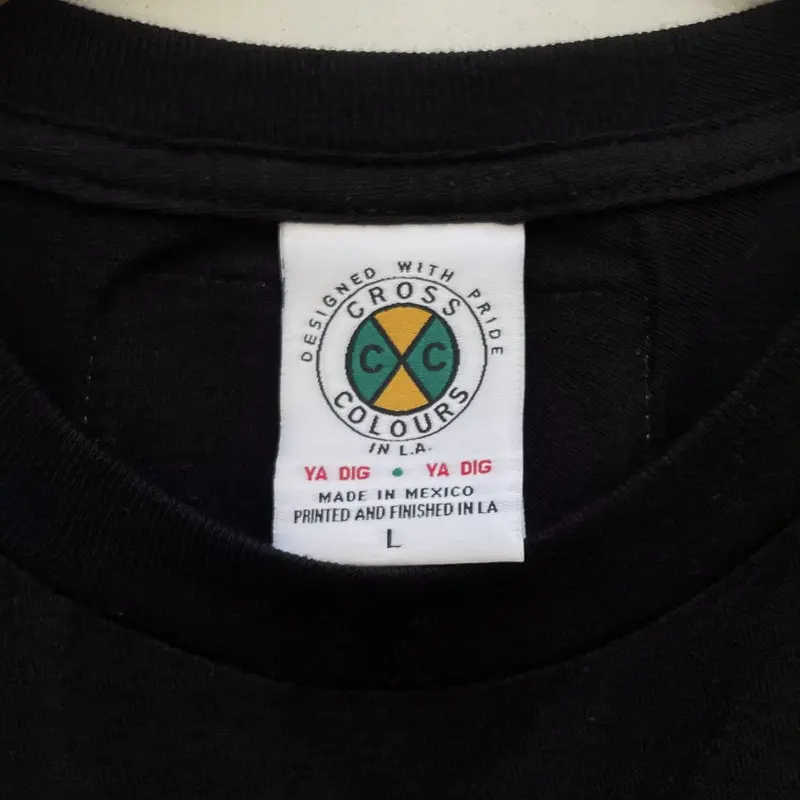 DESIGNED WITH PRIDE
CROSS
C C
COLOURS
IN L.A.
YA DIG • YA DIG
MADE IN MEXICO
PRINTED AND FINISHED IN LA
L